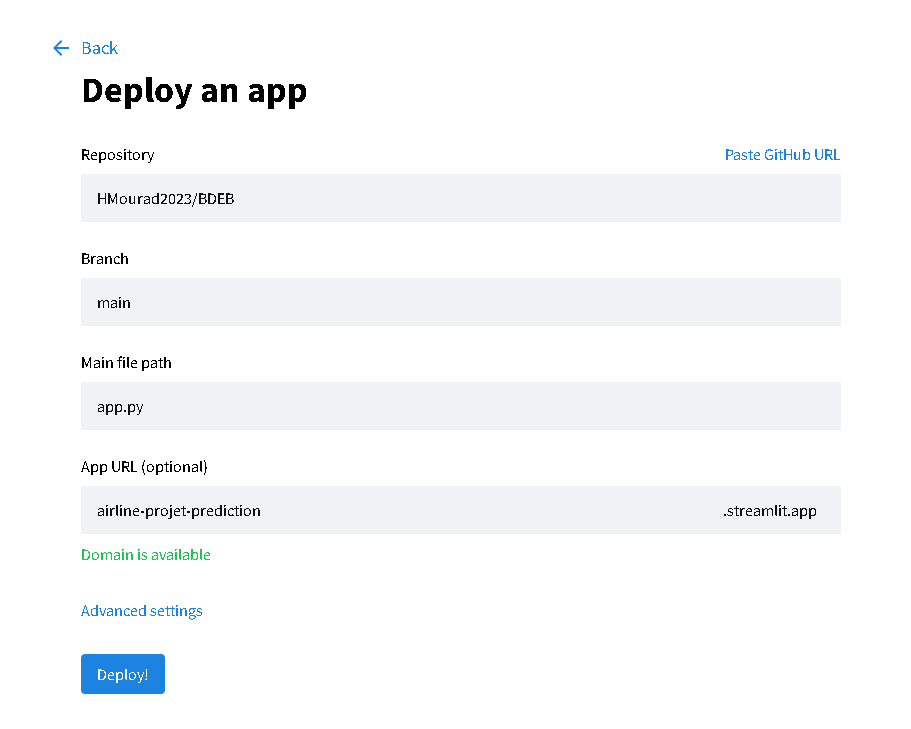 Back
Deploy an app
Repository Paste GitHub URL
HMourad2023/BDEB
Branch
main
Main file path
app.py
App URL (optional)
airline-projet-prediction .streamlit.app
Domain is available
Advanced settings
Deploy!